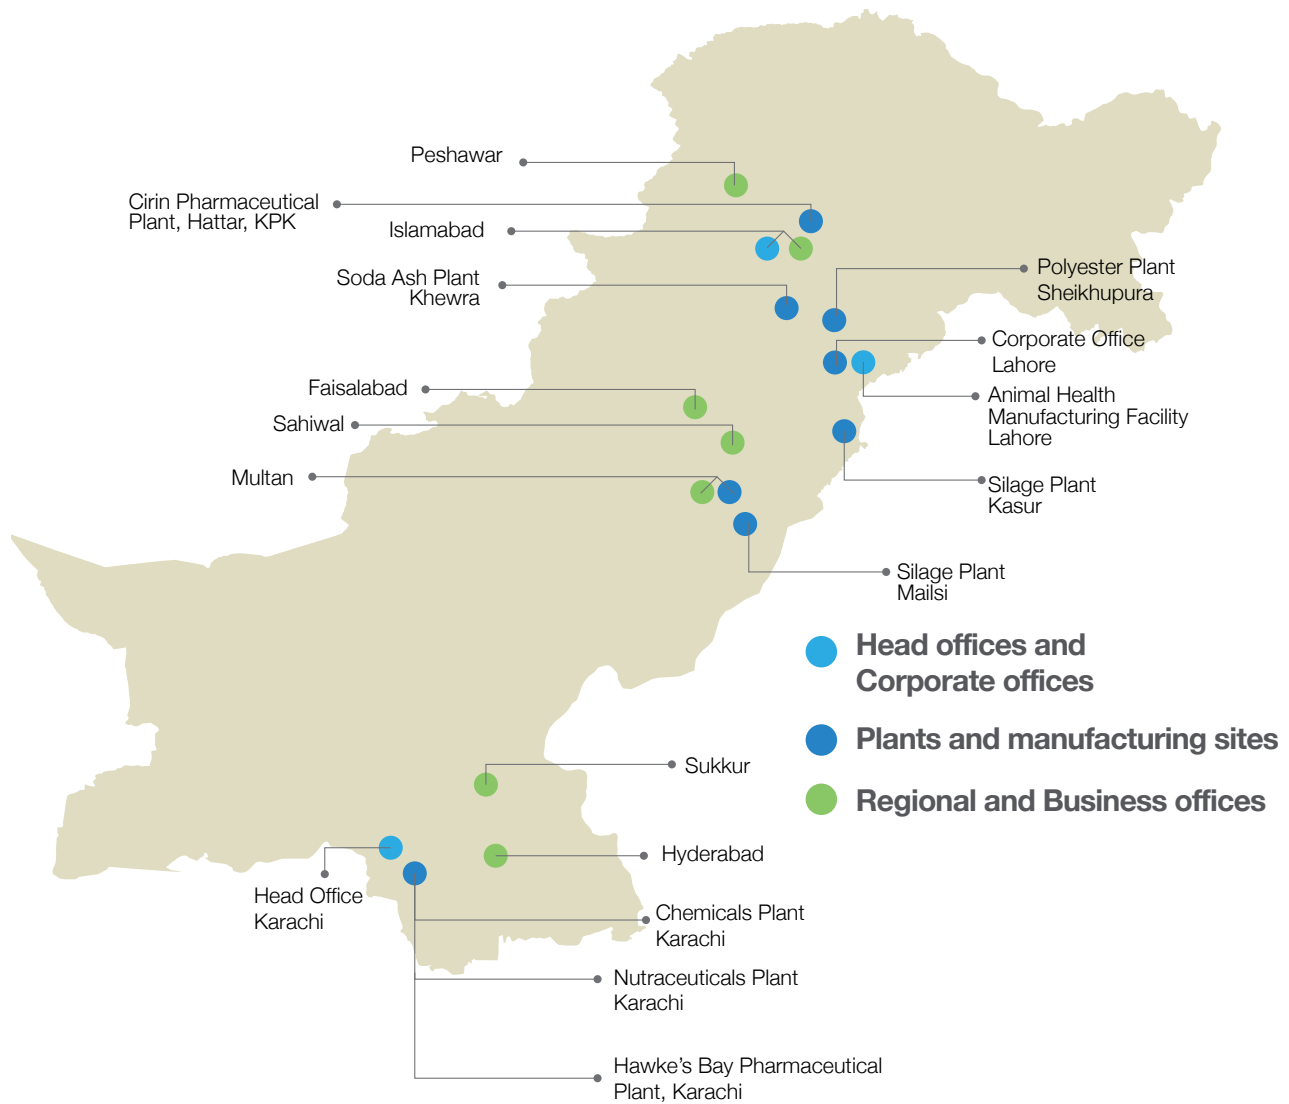 Peshawar
Cirin Pharmaceutical
Plant, Hattar, KPK
Islamabad
Soda Ash Plant
Khewra
Polyester Plant
Sheikhupura
Corporate Office
Lahore
Faisalabad
Animal Health
Manufacturing Facility
Lahore
Sahiwal
Multan
Silage Plant
Kasur
Silage Plant
Mailsi
Head offices and
Corporate offices
Plants and manufacturing sites
Regional and Business offices
Sukkur
Hyderabad
Head Office
Karachi
Chemicals Plant
Karachi
Nutraceuticals Plant
Karachi
Hawke's Bay Pharmaceutical
Plant, Karachi